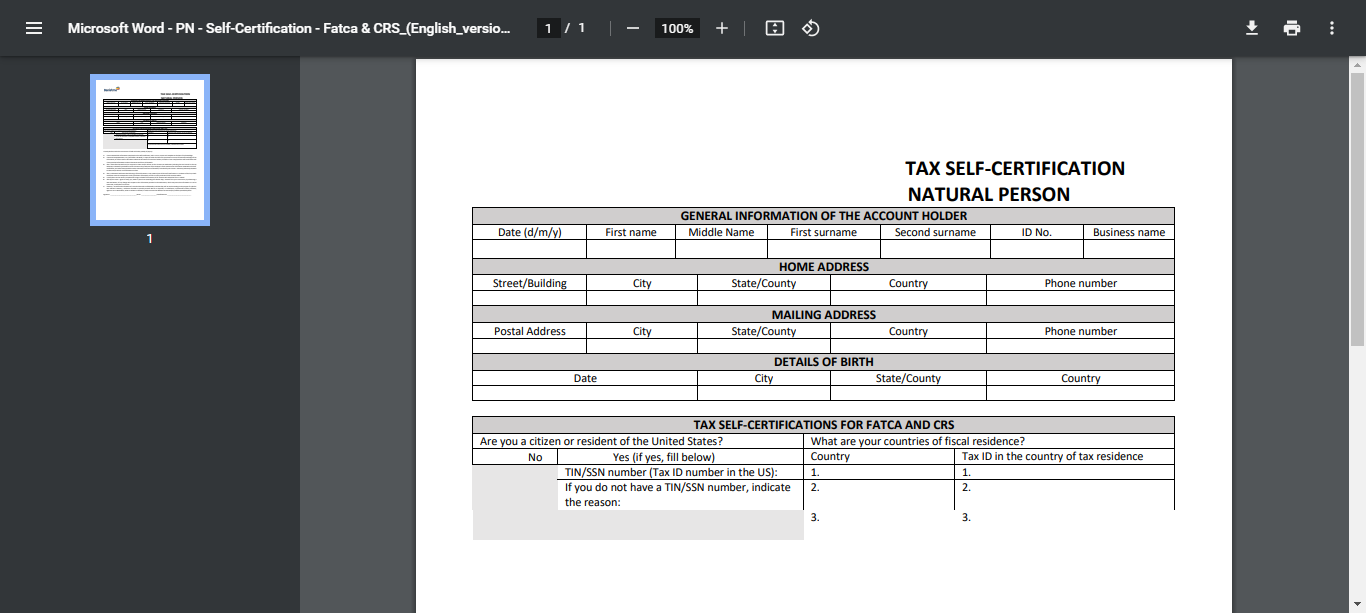 Microsoft Word - PN - Self-Certification - Fatca & CRS_(English_versio...
1 / 1
100%
1
TAX SELF-CERTIFICATION
NATURAL PERSON
GENERAL INFORMATION OF THE ACCOUNT HOLDER
Date (d/m/y) First name Middle Name First surname Second surname ID No. Business name
HOME ADDRESS
Street/Building City State/County Country Phone number
MAILING ADDRESS
Postal Address City State/County Country Phone number
DETAILS OF BIRTH
Date City State/County Country
TAX SELF-CERTIFICATIONS FOR FATCA AND CRS
Are you a citizen or resident of the United States? What are your countries of fiscal residence?
No Yes (if yes, fill below) Country Tax ID in the country of tax residence
TIN/SSN number (Tax ID number in the US): 1. 1.
If you do not have a TIN/SSN number, indicate 2. 2.
the reason:
3. 3.